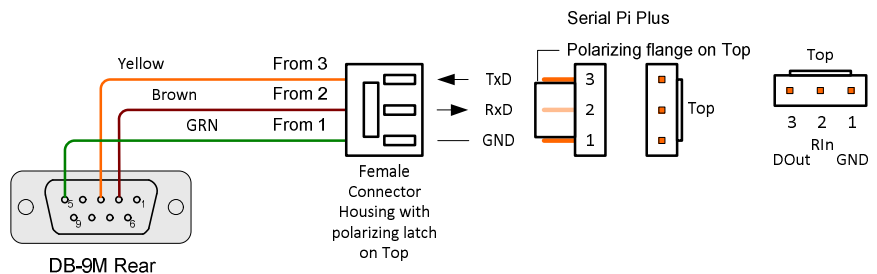 Serial Pi Plus
Polarizing flange on Top
Yellow
From 3
Brown
From 2
GRN
From 1
TxD
RxD
GND
3
2
1
Top
Top
3
2
1
RIn
DOut
GND
Female
Connector
Housing with
polarizing latch
on Top
5
1
9
6
DB-9M Rear